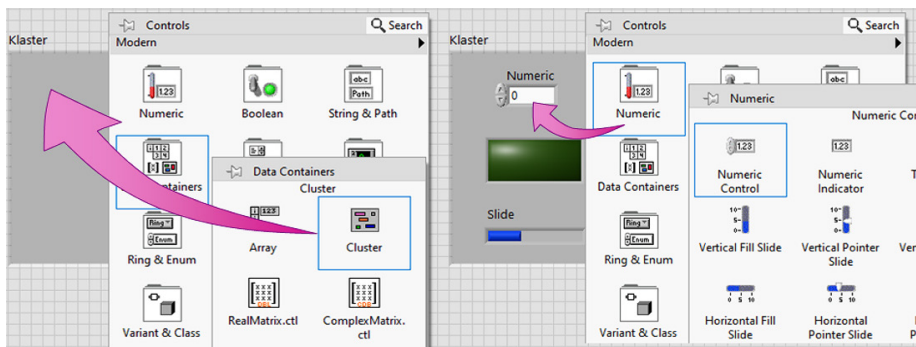 Klaster
Controls
Search
Modern
Numeric
Boolean
String & Path
Containers
Data Containers
Cluster
Array
Cluster
Ring & Enum
RealMatrix.ctl
ComplexMatrix.
ctl
Variant & Class
Klaster
Numeric
0
Slide
Controls
Search
Modern
Numeric
Data Containers
Ring & Enum
Variant & Class
Numeric
Numeric Con
Numeric
Control
Numeric
Indicator
Vertical Fill Slide
Vertical Pointer
Slide
Horizontal Fill
Slide
Horizontal
Pointer Slide